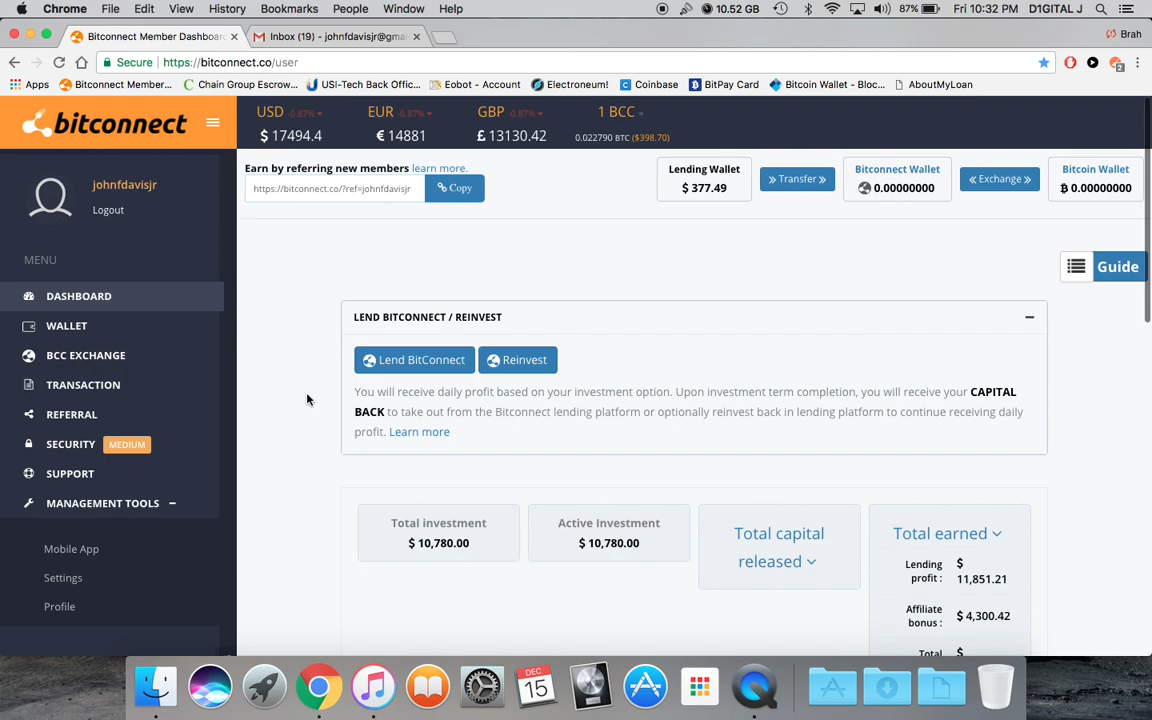 Chrome File Edit View History Bookmarks People Window Help 10.52 GB 87% Fri 10:32 PM D1GITAL J
Bitconnect Member Dashboar Inbox (19) - johnfdavisjr@gma Brah
Secure https://bitconnect.co/user
Apps Bitconnect Member... Chain Group Escrow... USI-Tech Back Offic... Eobot - Account Electroneum! Coinbase BitPay Card Bitcoin Wallet - Bloc... AboutMyLoan
bitconnect
USD -0.87% EUR -0.87% GBP -0.87% 1 BCC =
$ 17494.4 € 14881 £ 13130.42 0.022790 BTC ($398.70)
johnfdavisjr
Logout
Earn by referring new members learn more.
https://bitconnect.co/?ref=johnfdavisjr Copy
Lending Wallet
$ 377.49
Transfer
Bitconnect Wallet
0.00000000
Exchange
Bitcoin Wallet
0.00000000
MENU
DASHBOARD
WALLET
BCC EXCHANGE
TRANSACTION
REFERRAL
SECURITY MEDIUM
SUPPORT
MANAGEMENT TOOLS
Mobile App
Settings
Profile
Guide
LEND BITCONNECT / REINVEST
Lend BitConnect Reinvest
You will receive daily profit based on your investment option. Upon investment term completion, you will receive your CAPITAL
BACK to take out from the Bitconnect lending platform or optionally reinvest back in lending platform to continue receiving daily
profit. Learn more
Total investment
$ 10,780.00
Active Investment
$ 10,780.00
Total capital
released
Total earned
Lending profit : $ 11,851.21
Affiliate bonus : $ 4,300.42
Total $
DEC
15